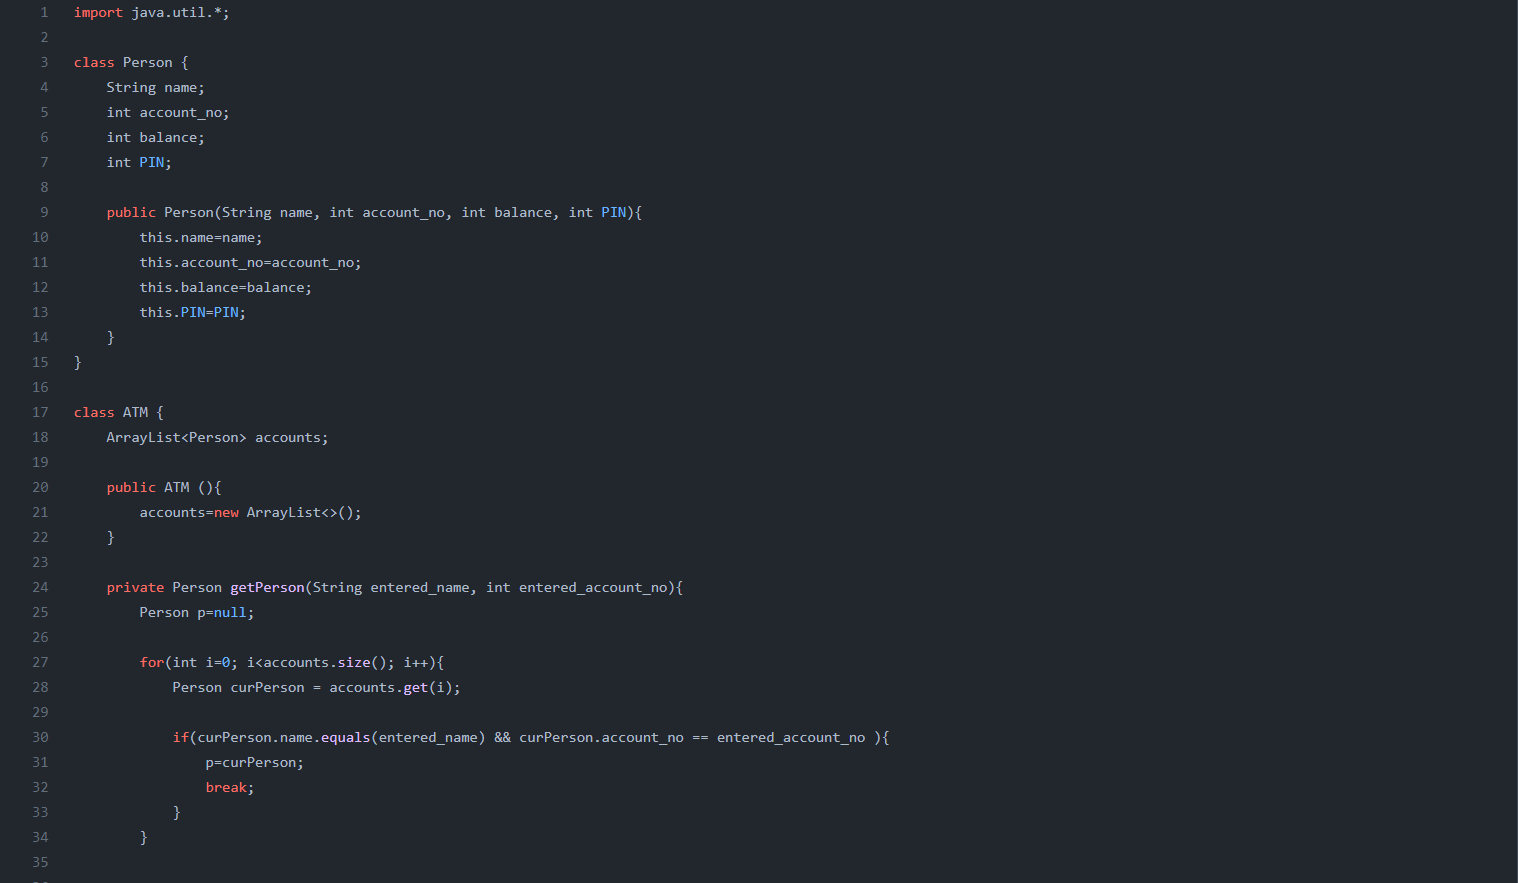 1 import java.util.*;
2
3 class Person {
4     String name;
5     int account_no;
6     int balance;
7     int PIN;
8
9     public Person(String name, int account_no, int balance, int PIN){
10         this.name=name;
11         this.account_no=account_no;
12         this.balance=balance;
13         this.PIN=PIN;
14     }
15 }
16
17 class ATM {
18     ArrayList<Person> accounts;
19
20     public ATM (){
21         accounts=new ArrayList<>();
22     }
23
24     private Person getPerson(String entered_name, int entered_account_no){
25         Person p=null;
26
27         for(int i=0; i<accounts.size(); i++){
28             Person curPerson = accounts.get(i);
29
30             if(curPerson.name.equals(entered_name) && curPerson.account_no == entered_account_no ){
31                 p=curPerson;
32                 break;
33             }
34         }
35